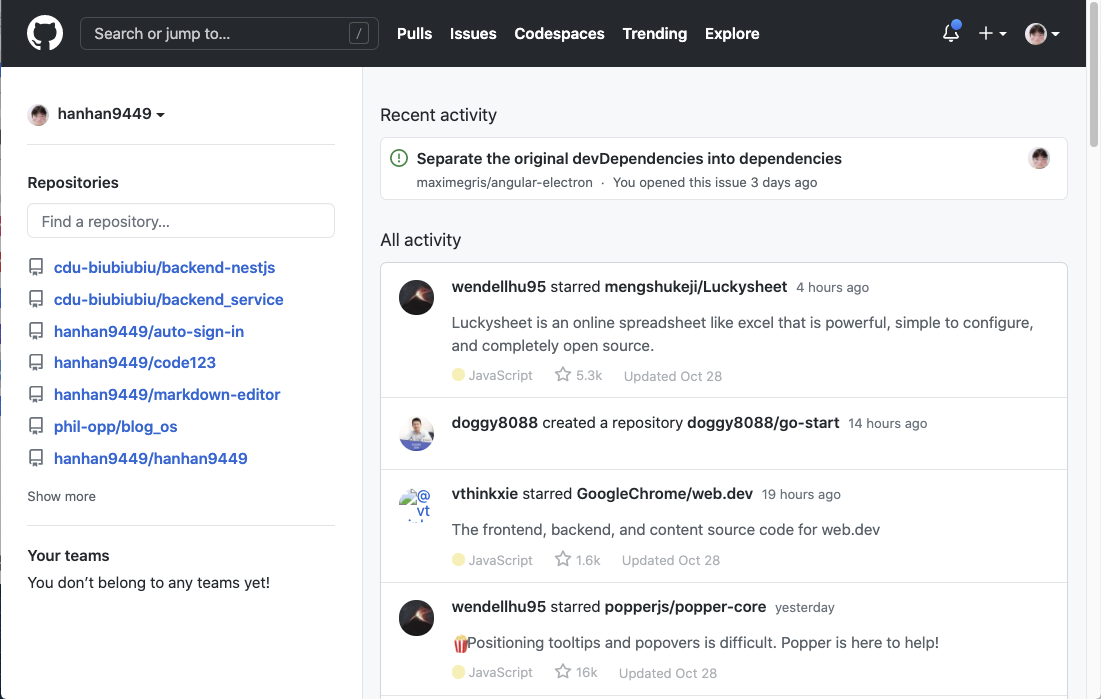 Search or jump to... /
Pulls
Issues
Codespaces
Trending
Explore
hanhan9449
Repositories
Find a repository...
cdu-biubiubiu/backend-nestjs
cdu-biubiubiu/backend_service
hanhan9449/auto-sign-in
hanhan9449/code123
hanhan9449/markdown-editor
phil-opp/blog_os
hanhan9449/hanhan9449
Show more
Your teams
You don’t belong to any teams yet!
Recent activity
Separate the original devDependencies into dependencies
maximegris/angular-electron · You opened this issue 3 days ago
All activity
wendellhu95 starred mengshukeji/Luckysheet 4 hours ago
Luckysheet is an online spreadsheet like excel that is powerful, simple to configure,
and completely open source.
JavaScript 5.3k Updated Oct 28
doggy8088 created a repository doggy8088/go-start 14 hours ago
@
vt
vthinkxie starred GoogleChrome/web.dev 19 hours ago
The frontend, backend, and content source code for web.dev
JavaScript 1.6k Updated Oct 28
wendellhu95 starred popperjs/popper-core yesterday
🍿Positioning tooltips and popovers is difficult. Popper is here to help!
JavaScript 16k Updated Oct 28